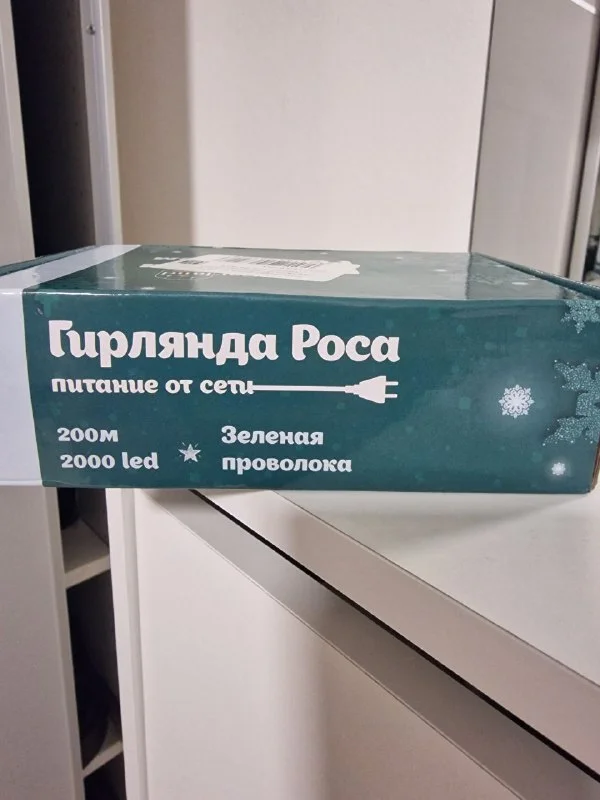 Гирлянда Роса
питание от сети
200м
2000 led
Зеленая
проволока